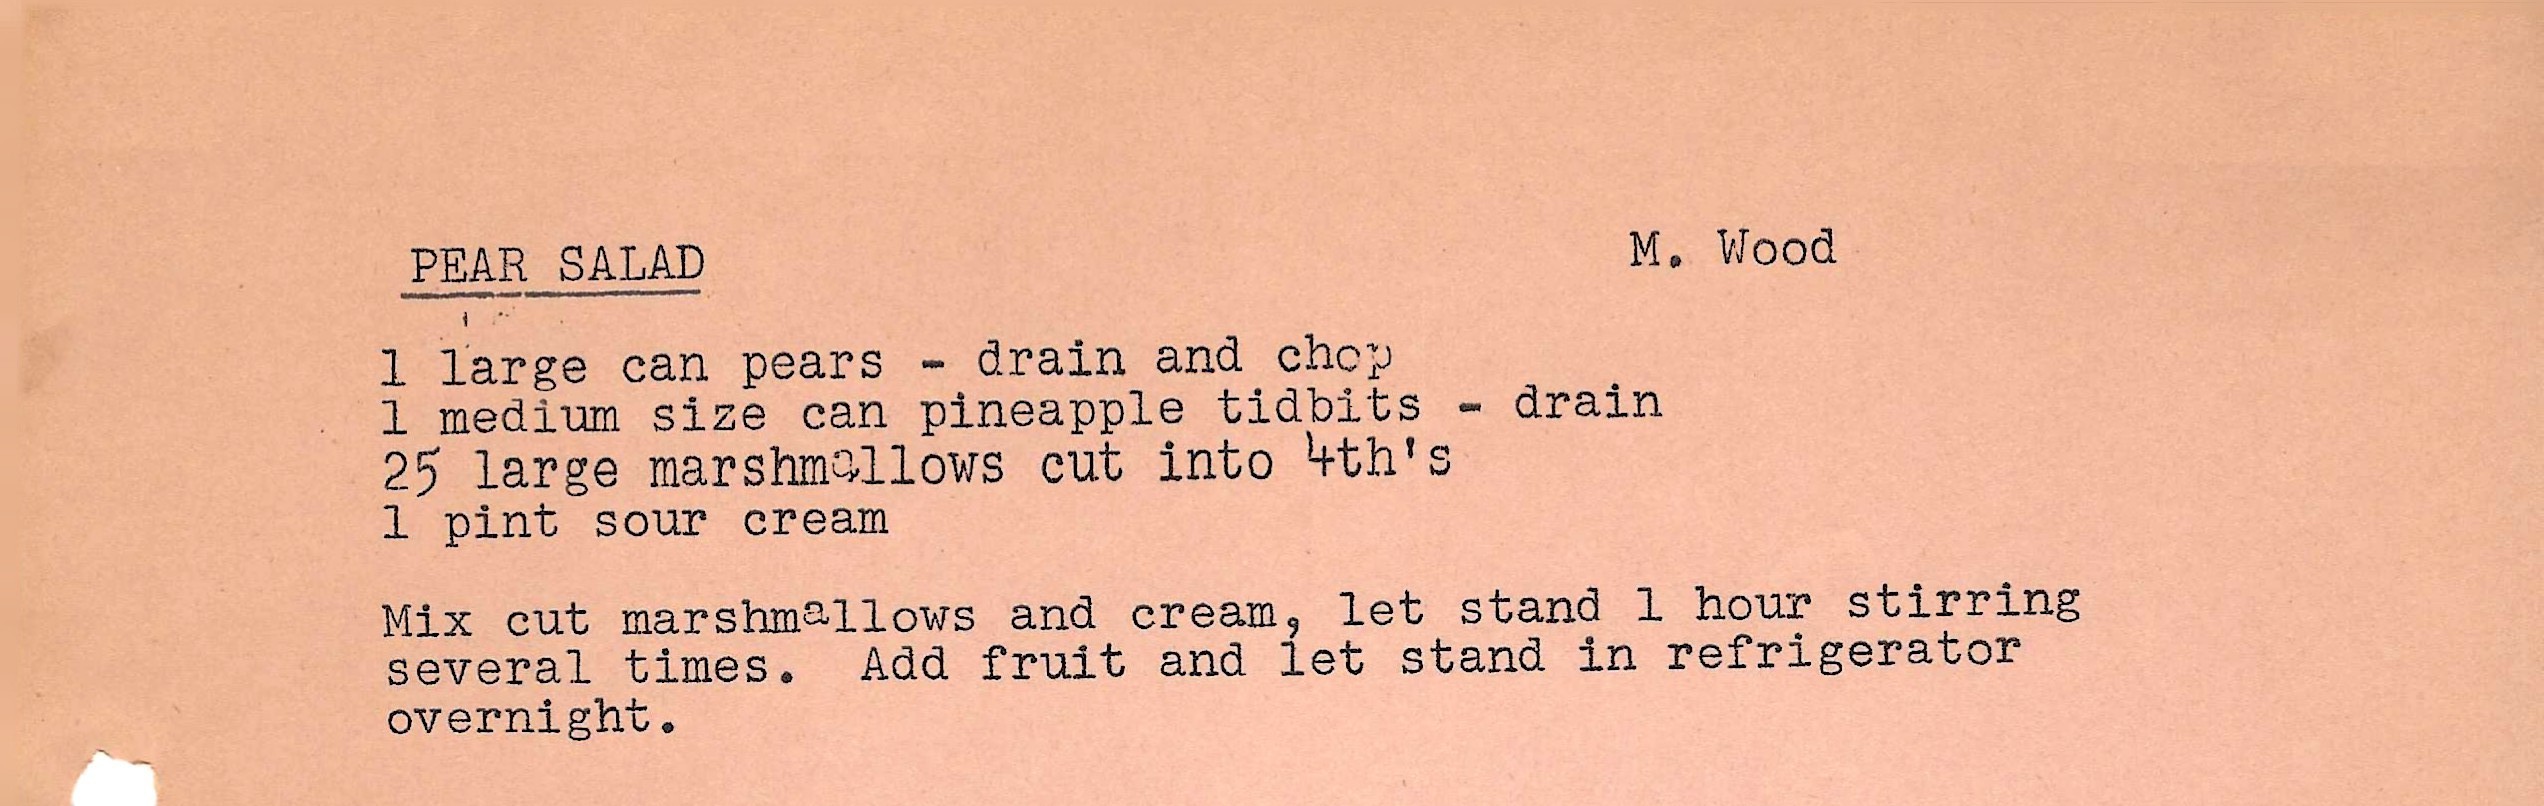 PEAR SALAD M. Wood
1 large can pears - drain and chop
1 medium size can pineapple tidbits - drain
25 large marshmallows cut into 4th's
1 pint sour cream
Mix cut marshmallows and cream, let stand 1 hour stirring
several times. Add fruit and let stand in refrigerator
overnight.